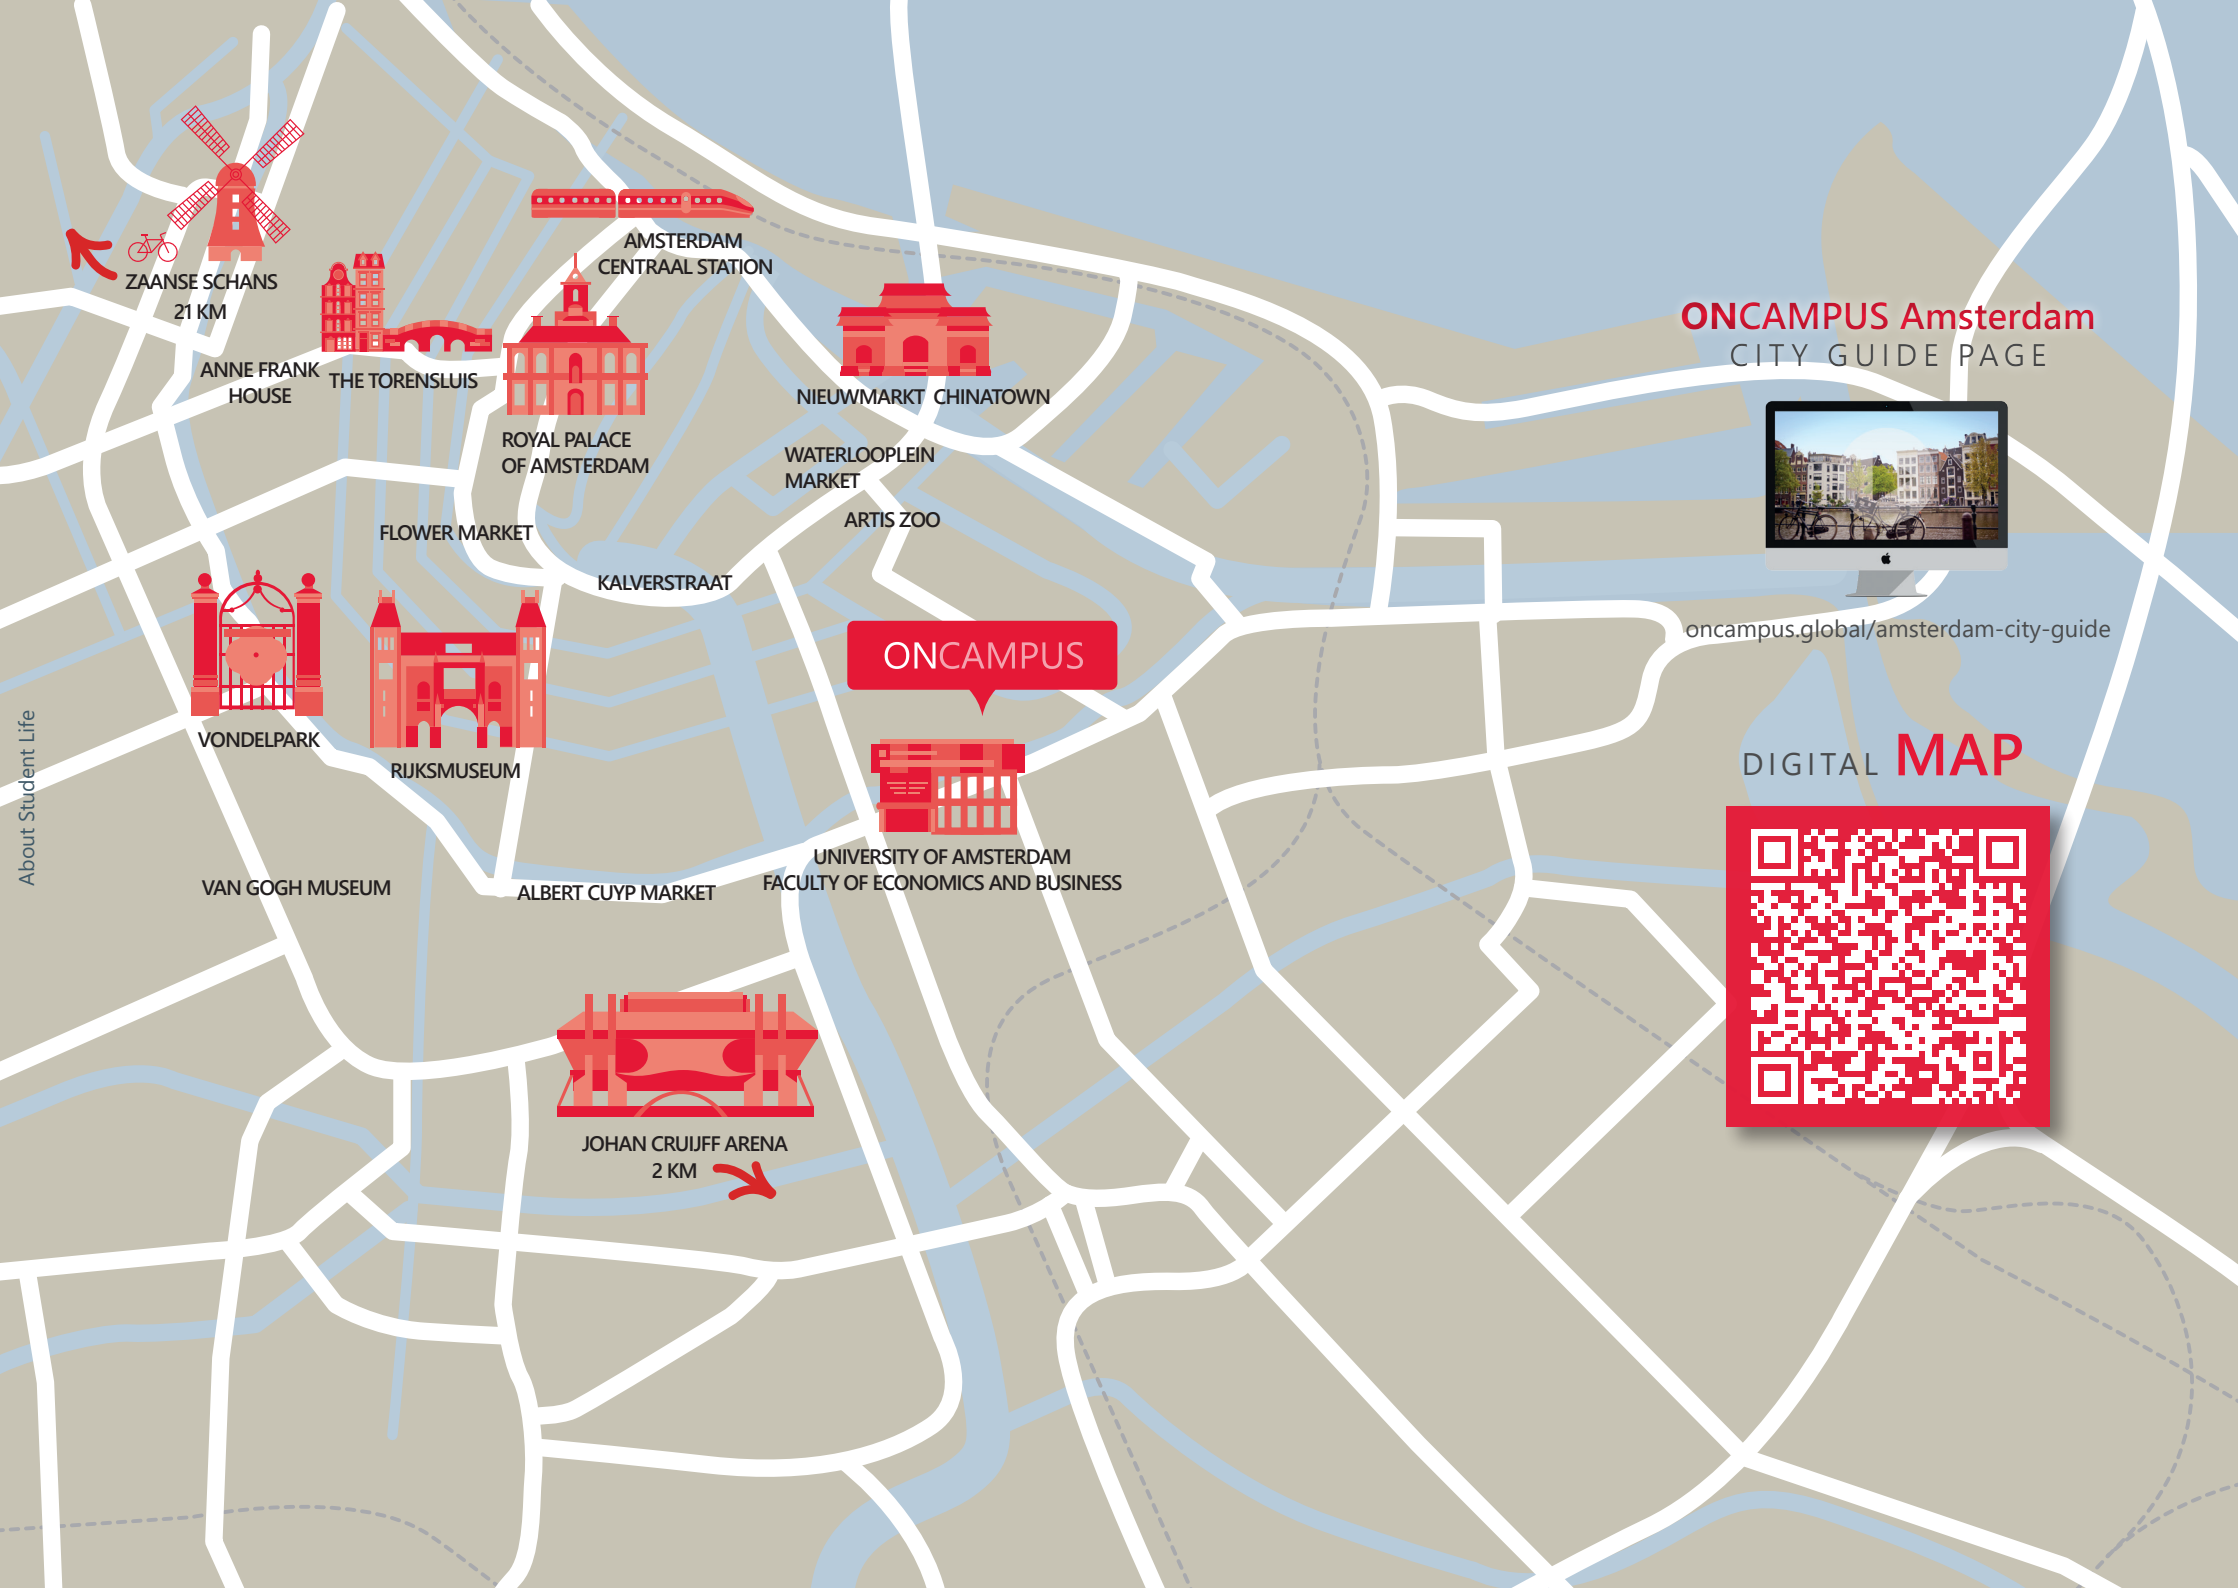 AMSTERDAM
CENTRAAL STATION
ZAANSE SCHANS
21 KM
ANNE FRANK
HOUSE
THE TORENSLUIS
ROYAL PALACE
OF AMSTERDAM
NIEUWMARKT CHINATOWN
WATERLOOPLEIN
MARKET
ARTIS ZOO
FLOWER MARKET
KALVERSTRAAT
ONCAMPUS
VONDELPARK
RIJKSMUSEUM
UNIVERSITY OF AMSTERDAM
FACULTY OF ECONOMICS AND BUSINESS
VAN GOGH MUSEUM
ALBERT CUYP MARKET
JOHAN CRUIJFF ARENA
2 KM
ONCAMPUS Amsterdam
CITY GUIDE PAGE
oncampus.global/amsterdam-city-guide
DIGITAL MAP
About Student Life